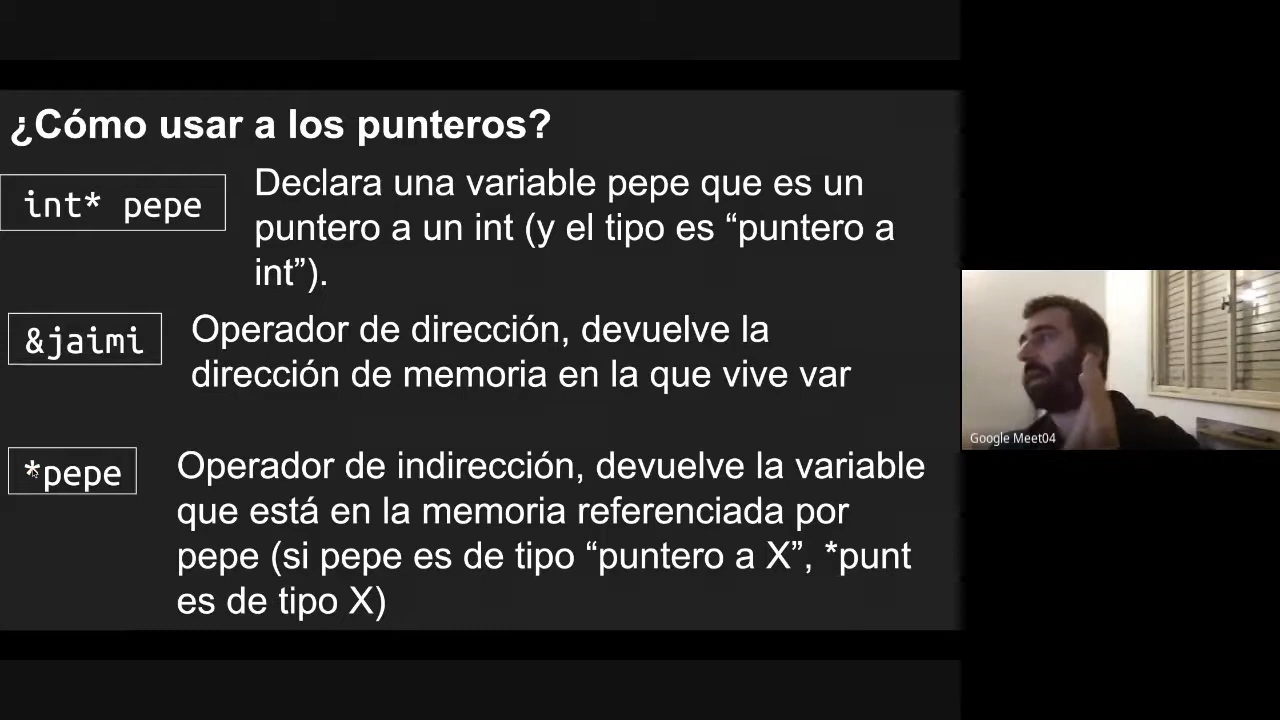 ¿Cómo usar a los punteros?
int* pepe
Declara una variable pepe que es un
puntero a un int (y el tipo es “puntero a
int”).
&jaimi
Operador de dirección, devuelve la
dirección de memoria en la que vive var
*pepe
Operador de indirección, devuelve la variable
que está en la memoria referenciada por
pepe (si pepe es de tipo “puntero a X”, *punt
es de tipo X)
Google Meet04